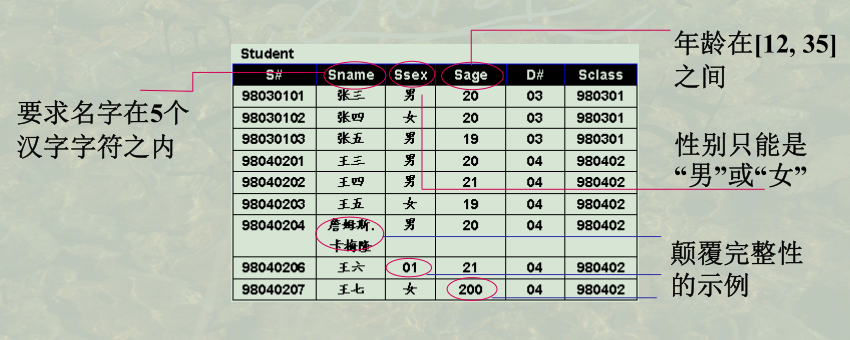 Student
S# Sname Ssex Sage D# Sclass
98030101 张三 男 20 03 980301
98030102 张四 女 20 03 980301
98030103 张五 男 19 03 980301
98040201 王三 男 20 04 980402
98040202 王四 男 21 04 980402
98040203 王五 女 19 04 980402
98040204 詹姆斯. 男 20 04 980402
卡梅隆
98040206 王六 01 21 04 980402
98040207 王七 女 200 04 980402
要求名字在5个
汉字字符之内
年龄在[12, 35]
之间
性别只能是
“男”或“女”
颠覆完整性
的示例